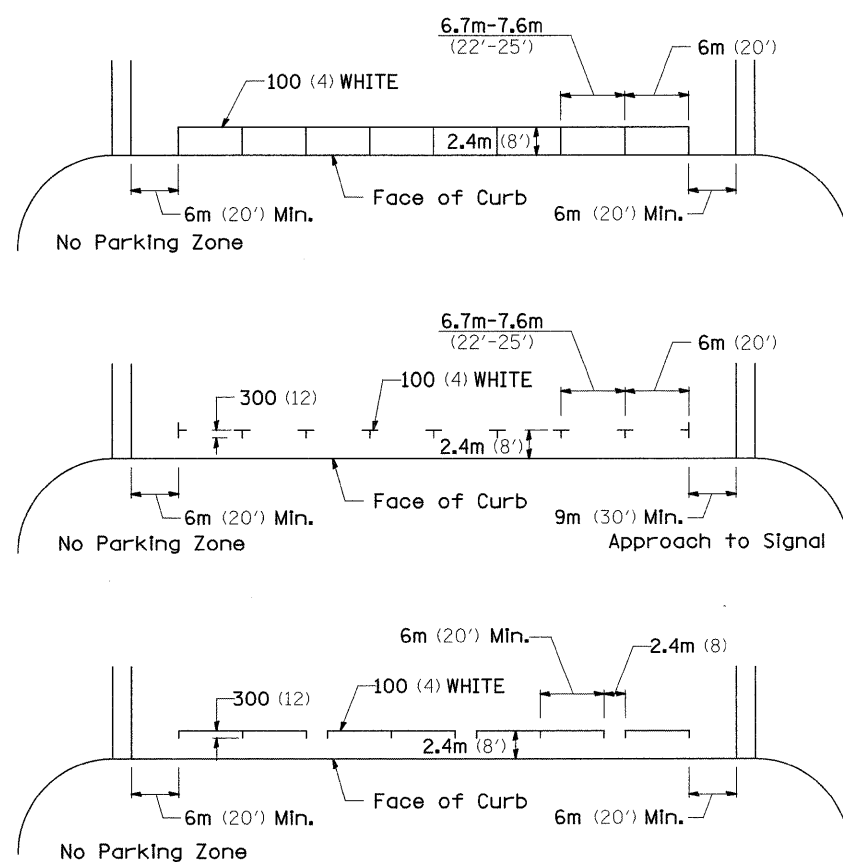 6.7m-7.6m
(22'-25')
6m (20')
100 (4) WHITE
2.4m (8')
Face of Curb
6m (20') Min.
6m (20') Min.
No Parking Zone
6.7m-7.6m
(22'-25')
6m (20')
300 (12)
100 (4) WHITE
2.4m (8')
Face of Curb
6m (20') Min.
9m (30') Min.
No Parking Zone
Approach to Signal
6m (20') Min.
2.4m (8)
300 (12)
100 (4) WHITE
2.4m (8')
Face of Curb
6m (20') Min.
6m (20') Min.
No Parking Zone